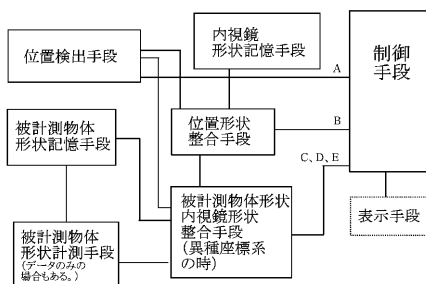 位置検出手段
内視鏡
形状記憶手段
制御
手段
A
被計測物体
形状記憶手段
位置形状
整合手段
B
C、D、E
被計測物体形状
内視鏡形状
整合手段
(異種座標系
の時)
表示手段
被計測物体
形状計測手段
(データのみの
場合もある。)